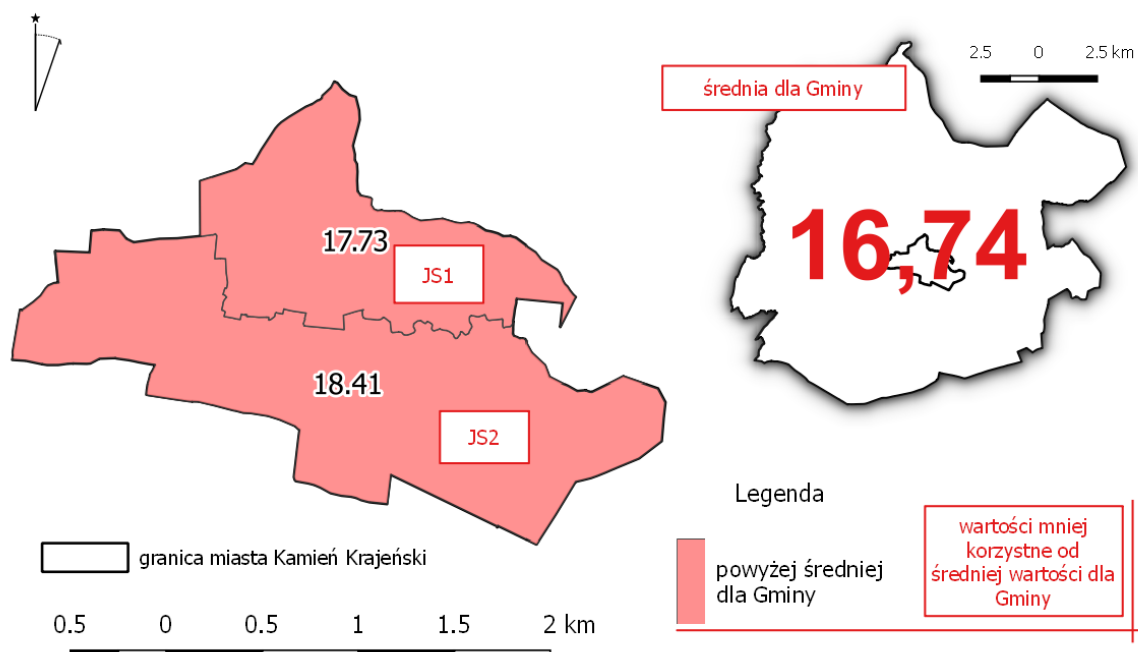 średnia dla Gminy
2.5 0 2.5 km
17.73
JS1
16,74
18.41
JS2
Legenda
powyżej średniej
dla Gminy
wartości mniej
korzystne od
średniej wartości dla
Gminy
granica miasta Kamień Krajeński
0.5 0 0.5 1 1.5 2 km